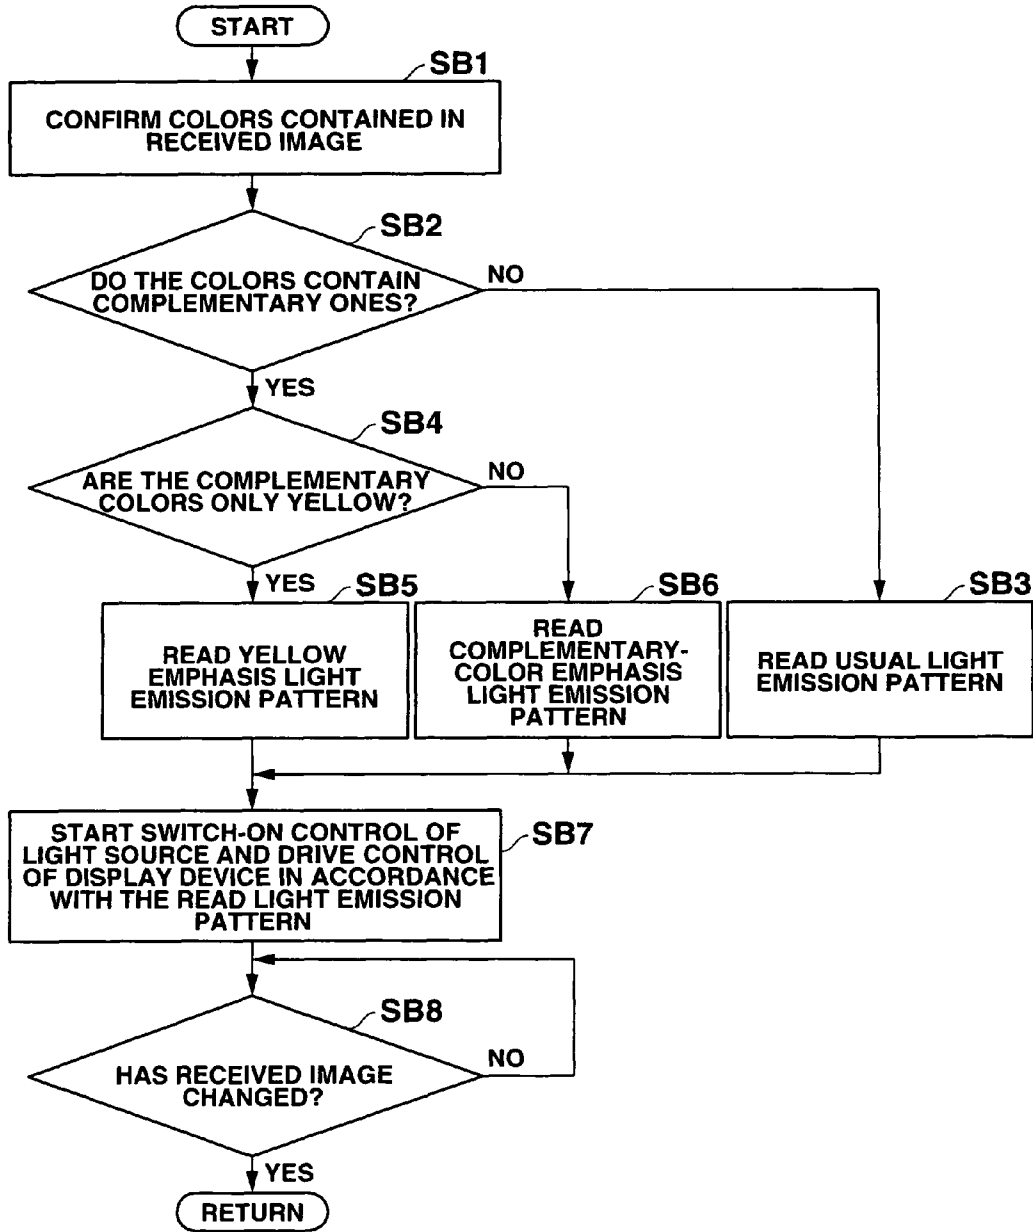 START
SB1
CONFIRM COLORS CONTAINED IN
RECEIVED IMAGE
SB2
DO THE COLORS CONTAIN
COMPLEMENTARY ONES?
NO
YES
SB4
ARE THE COMPLEMENTARY
COLORS ONLY YELLOW?
NO
YES
SB5
READ YELLOW
EMPHASIS LIGHT
EMISSION PATTERN
SB6
READ
COMPLEMENTARY-
COLOR EMPHASIS
LIGHT EMISSION
PATTERN
SB3
READ USUAL LIGHT
EMISSION PATTERN
START SWITCH-ON CONTROL OF
LIGHT SOURCE AND DRIVE CONTROL
OF DISPLAY DEVICE IN ACCORDANCE
WITH THE READ LIGHT EMISSION
PATTERN
SB7
SB8
HAS RECEIVED IMAGE
CHANGED?
NO
YES
RETURN